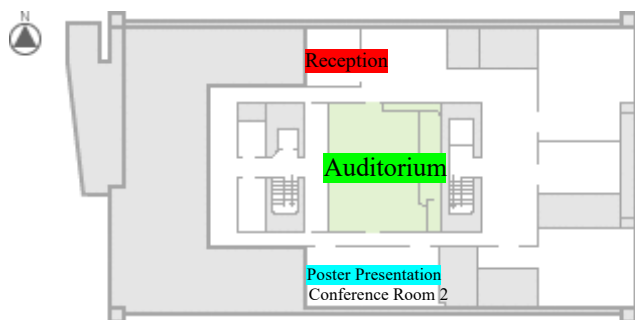 N
Reception
Auditorium
Poster Presentation
Conference Room 2